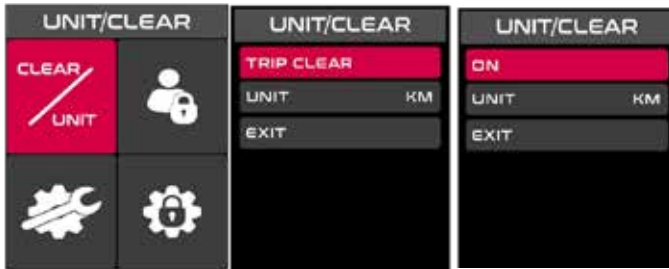 UNIT/CLEAR
CLEAR
UNIT
UNIT/CLEAR
TRIP CLEAR
UNIT KM
EXIT
UNIT/CLEAR
ON
UNIT KM
EXIT